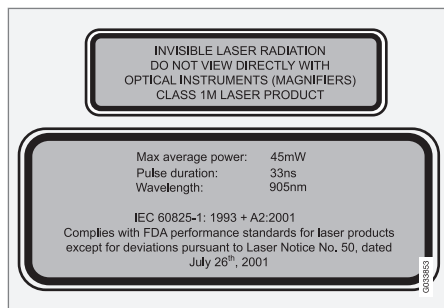 INVISIBLE LASER RADIATION
DO NOT VIEW DIRECTLY WITH
OPTICAL INSTRUMENTS (MAGNIFIERS)
CLASS 1M LASER PRODUCT
Max average power: 45mW
Pulse duration: 33ns
Wavelength: 905nm
IEC 60825-1: 1993 + A2:2001
Complies with FDA performance standards for laser products
except for deviations pursuant to Laser Notice No. 50, dated
July 26th, 2001
G033853